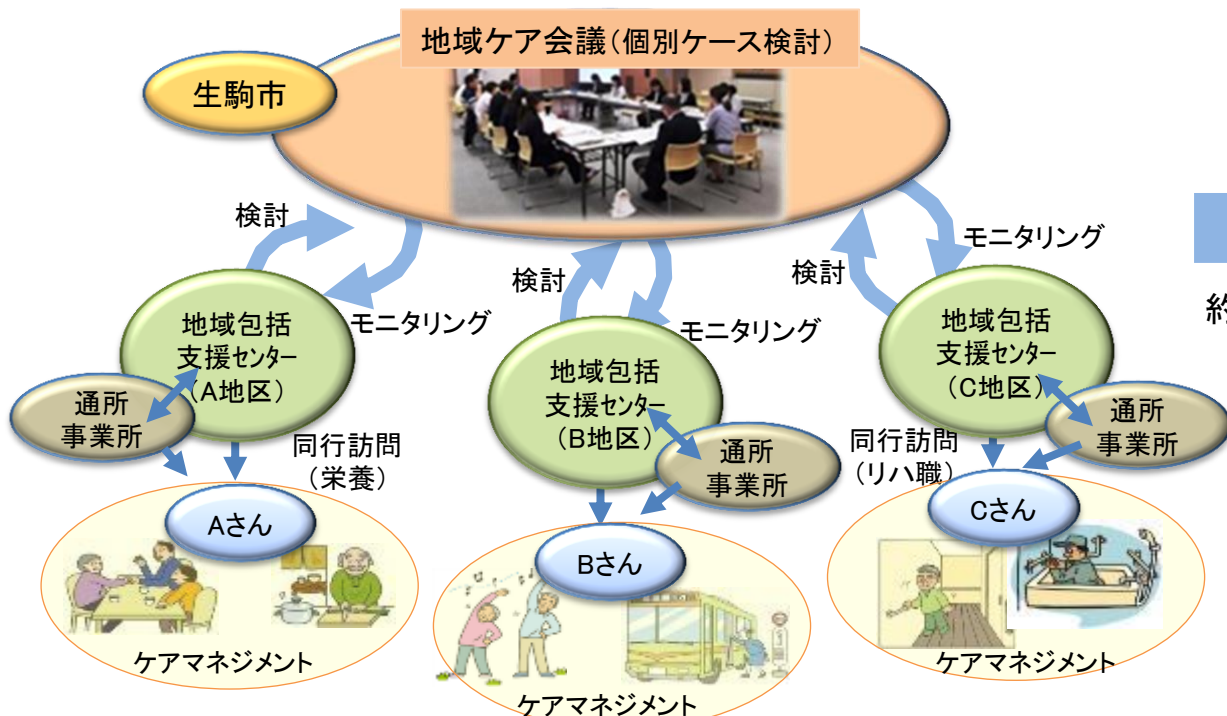 地域ケア会議(個別ケース検討)
生駒市
検討
モニタリング
検討
モニタリング
検討
モニタリング
約
地域包括
支援センター
(A地区)
通所
事業所
同行訪問
(栄養)
Aさん
ケアマネジメント
地域包括
支援センター
(B地区)
通所
事業所
Bさん
ケアマネジメント
地域包括
支援センター
(C地区)
通所
事業所
同行訪問
(リハ職)
Cさん
ケアマネジメント